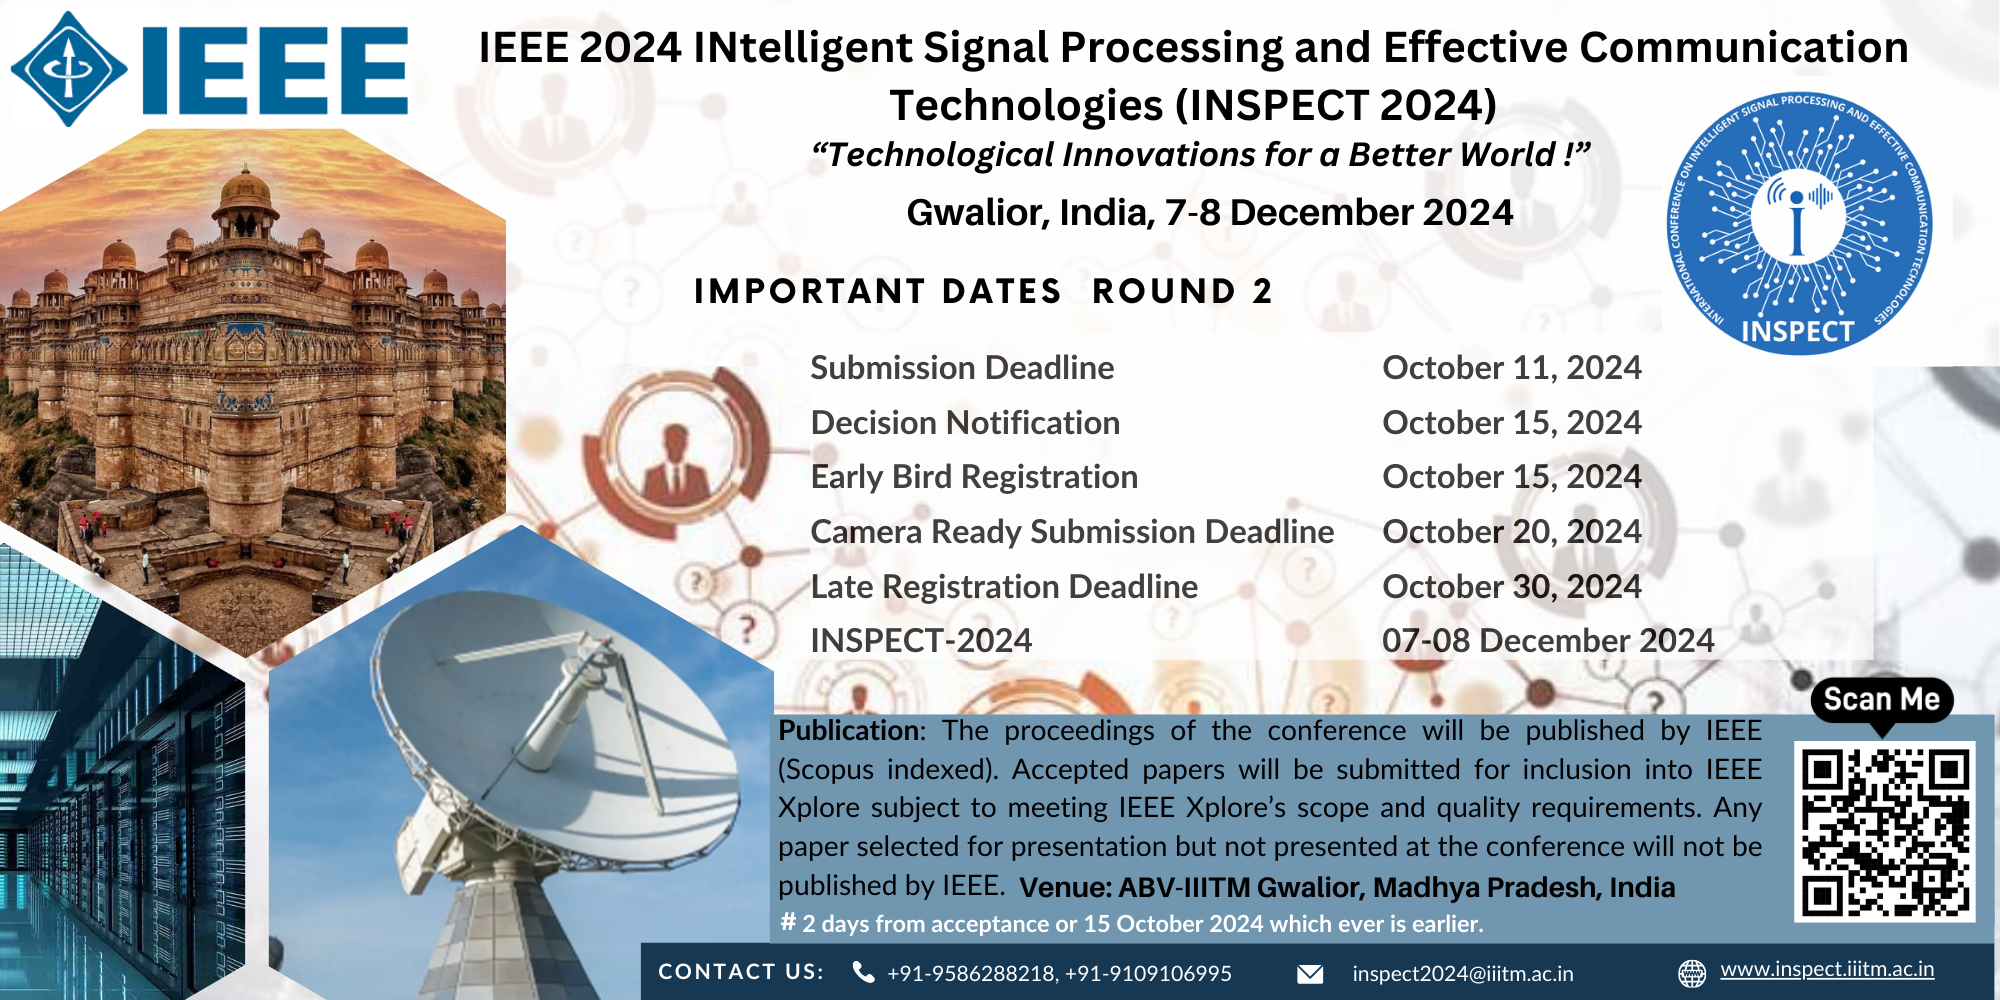 IEEE
IEEE 2024 INtelligent Signal Processing and Effective Communication
Technologies (INSPECT 2024)
“Technological Innovations for a Better World !”
Gwalior, India, 7-8 December 2024
INTERNATIONAL CONFERENCE ON INTELLIGENT SIGNAL PROCESSING AND EFFECTIVE COMMUNICATION TECHNOLOGIES
i
INSPECT
IMPORTANT DATES ROUND 2
Submission Deadline October 11, 2024
Decision Notification October 15, 2024
Early Bird Registration October 15, 2024
Camera Ready Submission Deadline October 20, 2024
Late Registration Deadline October 30, 2024
INSPECT-2024 07-08 December 2024
Scan Me
Publication: The proceedings of the conference will be published by IEEE
(Scopus indexed). Accepted papers will be submitted for inclusion into IEEE
Xplore subject to meeting IEEE Xplore’s scope and quality requirements. Any
paper selected for presentation but not presented at the conference will not be
published by IEEE. Venue: ABV-IIITM Gwalior, Madhya Pradesh, India
# 2 days from acceptance or 15 October 2024 which ever is earlier.
CONTACT US: +91-9586288218, +91-9109106995 inspect2024@iiitm.ac.in www.inspect.iiitm.ac.in